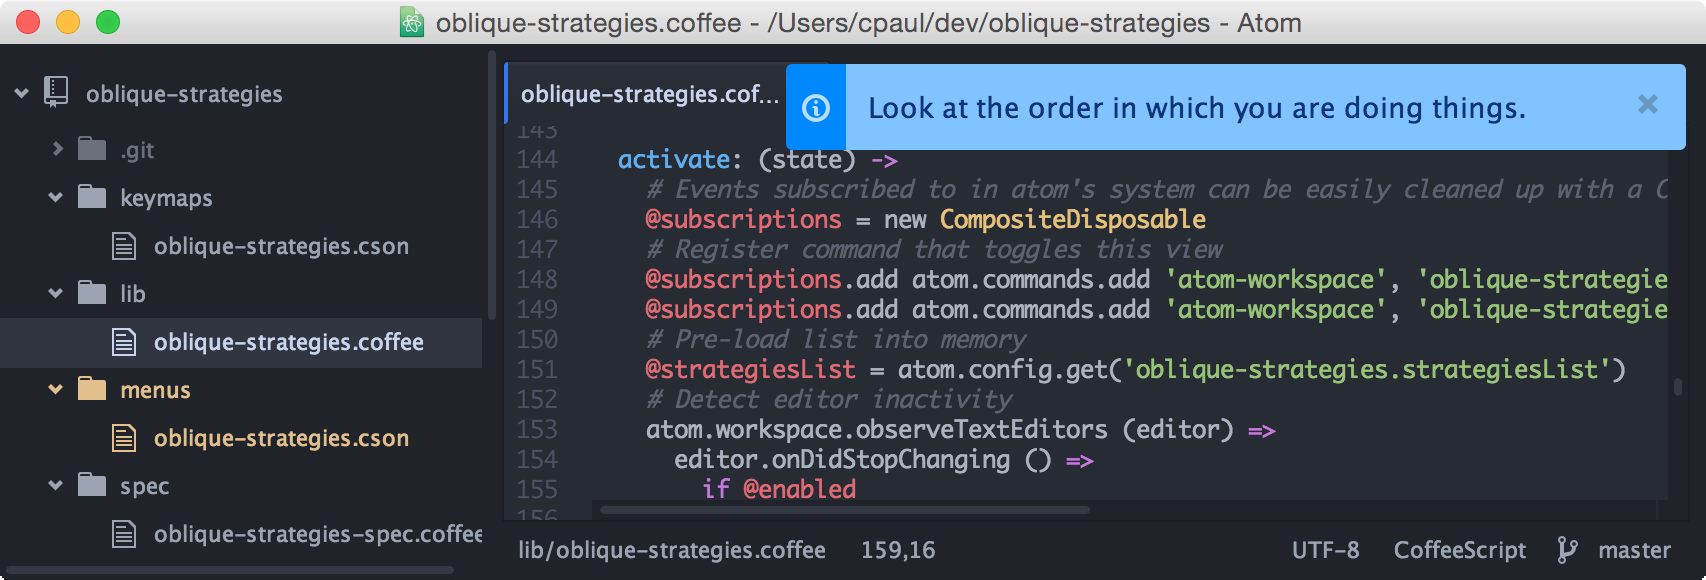 oblique-strategies.coffee - /Users/cpaul/dev/oblique-strategies - Atom
oblique-strategies
.git
keymaps
oblique-strategies.cson
lib
oblique-strategies.coffee
menus
oblique-strategies.cson
spec
oblique-strategies-spec.coffee
oblique-strategies.cof...
Look at the order in which you are doing things.
143
144 activate: (state) ->
145 # Events subscribed to in atom's system can be easily cleaned up with a C
146 @subscriptions = new CompositeDisposable
147 # Register command that toggles this view
148 @subscriptions.add atom.commands.add 'atom-workspace', 'oblique-strategie
149 @subscriptions.add atom.commands.add 'atom-workspace', 'oblique-strategie
150 # Pre-load list into memory
151 @strategiesList = atom.config.get('oblique-strategies.strategiesList')
152 # Detect editor inactivity
153 atom.workspace.observeTextEditors (editor) =>
154 editor.onDidStopChanging () =>
155 if @enabled
156
lib/oblique-strategies.coffee 159,16 UTF-8 CoffeeScript master